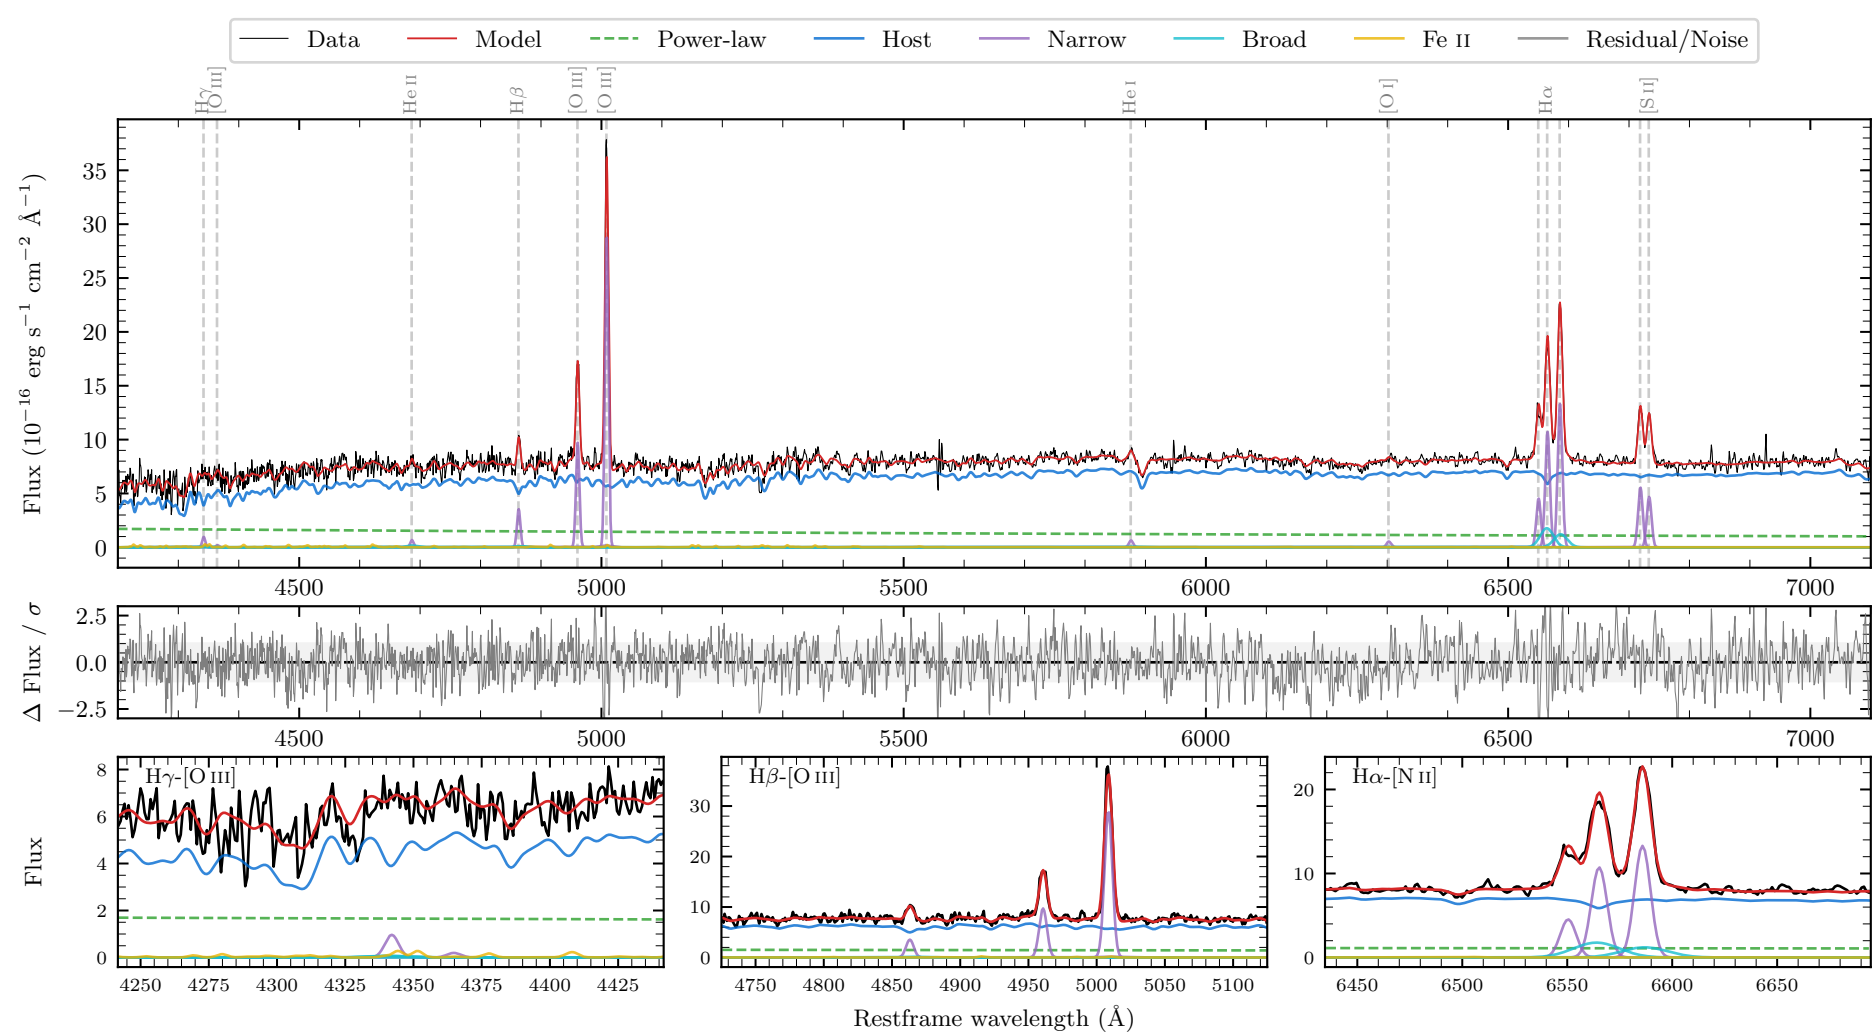 Data Model Power-law Host Narrow Broad Fe II Residual/Noise
Hγ [O III] He II Hβ [O III] [O III] He I [O I] Hα [S II]
Flux (10⁻¹⁶ erg s⁻¹ cm⁻² Å⁻¹)
35
30
25
20
15
10
5
0
4500 5000 5500 6000 6500 7000
Δ Flux / σ
2.5
0.0
−2.5
4500 5000 5500 6000 6500 7000
Flux
Hγ-[O III]
8
6
4
2
0
4250 4275 4300 4325 4350 4375 4400 4425
Hβ-[O III]
30
20
10
0
4750 4800 4850 4900 4950 5000 5050 5100
Hα-[N II]
20
10
0
6450 6500 6550 6600 6650
Restframe wavelength (Å)